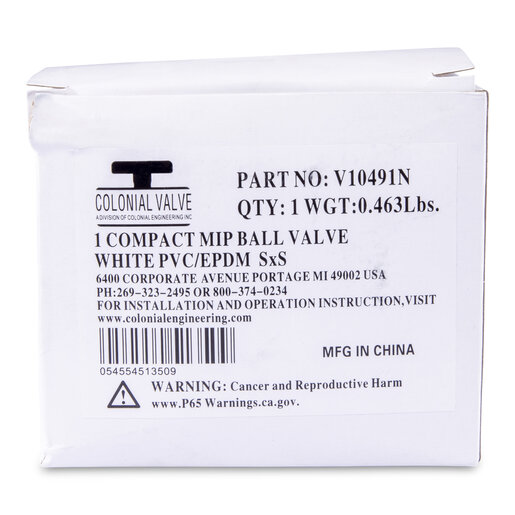 COLONIAL VALVE
A DIVISION OF COLONIAL ENGINEERING INC
PART NO: V10491N
QTY: 1 WGT:0.463Lbs.
1 COMPACT MIP BALL VALVE
WHITE PVC/EPDM SxS
6400 CORPORATE AVENUE PORTAGE MI 49002 USA
PH:269-323-2495 OR 800-374-0234
FOR INSTALLATION AND OPERATION INSTRUCTION,VISIT
www.colonialengineering.com
MFG IN CHINA
054554513509
WARNING: Cancer and Reproductive Harm
www.P65 Warnings.ca.gov.